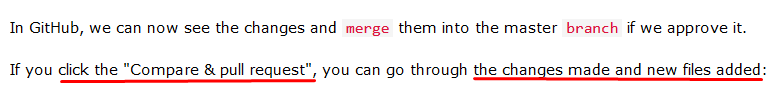 In GitHub, we can now see the changes and merge them into the master branch if we approve it.
If you click the "Compare & pull request", you can go through the changes made and new files added: